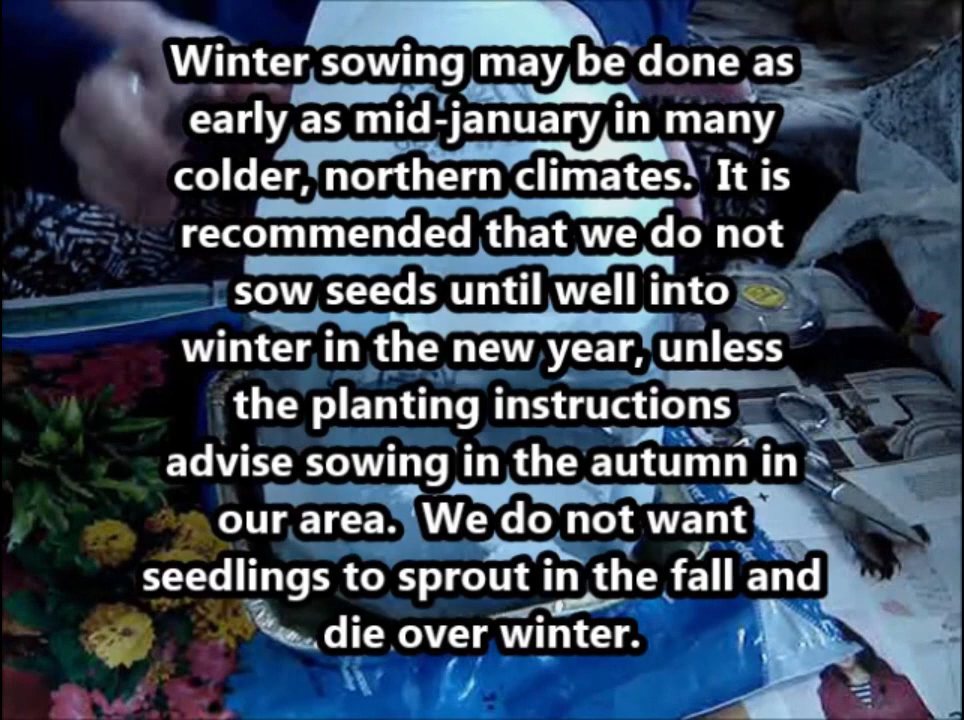 Winter sowing may be done as
early as mid-january in many
colder, northern climates.  It is
recommended that we do not
sow seeds until well into
winter in the new year, unless
the planting instructions
advise sowing in the autumn in
our area.  We do not want
seedlings to sprout in the fall and
die over winter.